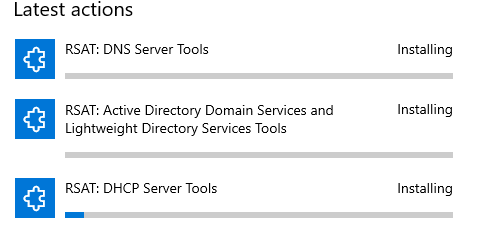 Latest actions
RSAT: DNS Server Tools
Installing
RSAT: Active Directory Domain Services and
Lightweight Directory Services Tools
Installing
RSAT: DHCP Server Tools
Installing